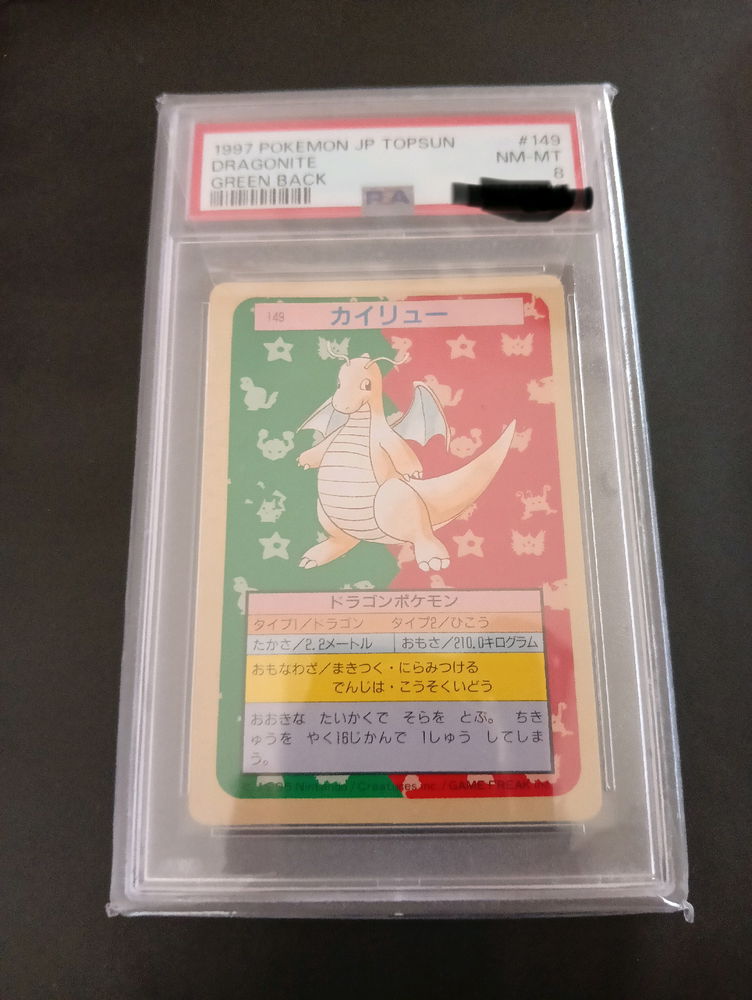 1997 POKEMON JP TOPSUN
#149
DRAGONITE
NM-MT
GREEN BACK
8
PSA
149
カイリュー
ドラゴンポケモン
タイプ1/ドラゴン タイプ2/ひこう
たかさ/2.2メートル おもさ/210.0キログラム
おもなわざ/まきつく・にらみつける
でんじは・こうそくいどう
おおきな たいかくで そらを とぶ。 ちき
ゅうを やく16じかんで 1しゅう してしま
う。
Nintendo / Creatures inc. / GAME FREAK inc.